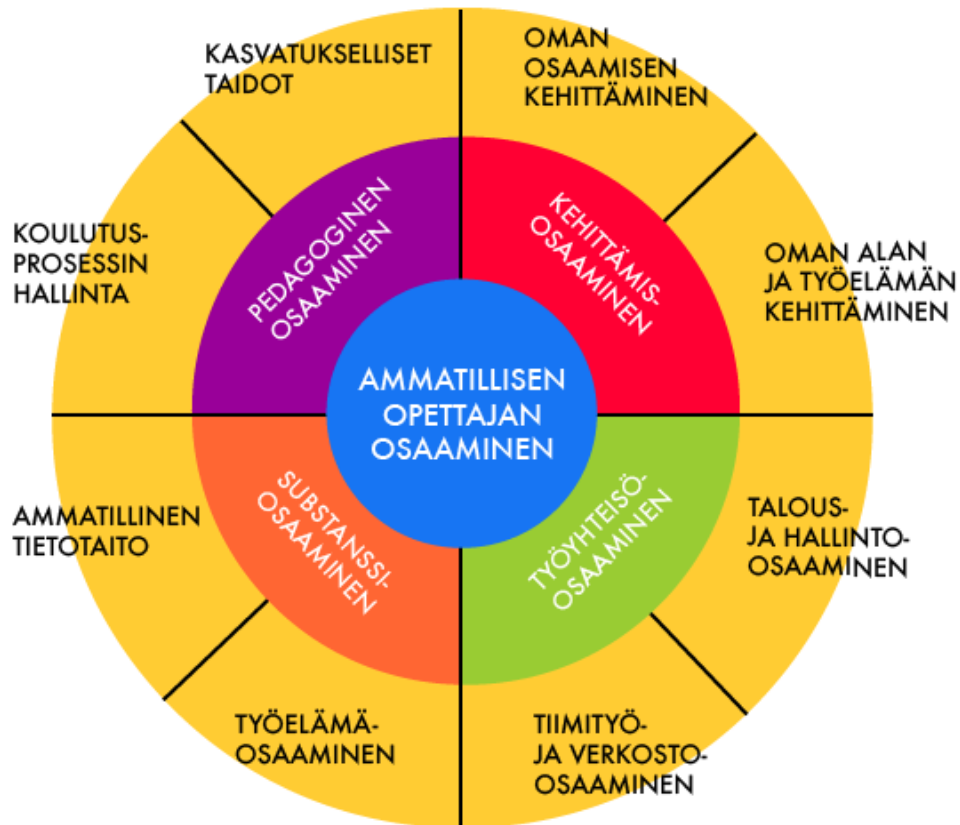 KASVATUKSELLISET
TAIDOT
OMAN
OSAAMISEN
KEHITTÄMINEN
KOULUTUS-
PROSESSIN
HALLINTA
PEDAGOGINEN
OSAAMINEN
KEHITTÄMIS-
OSAAMINEN
OMAN ALAN
JA TYÖELÄMÄN
KEHITTÄMINEN
AMMATILLISEN
OPETTAJAN
OSAAMINEN
AMMATILLINEN
TIETOTAITO
SUBSTANSSI-
OSAAMINEN
TYÖYHTEISÖ-
OSAAMINEN
TALOUS-
JA HALLINTO-
OSAAMINEN
TYÖELÄMÄ-
OSAAMINEN
TIIMITYÖ-
JA VERKOSTO-
OSAAMINEN